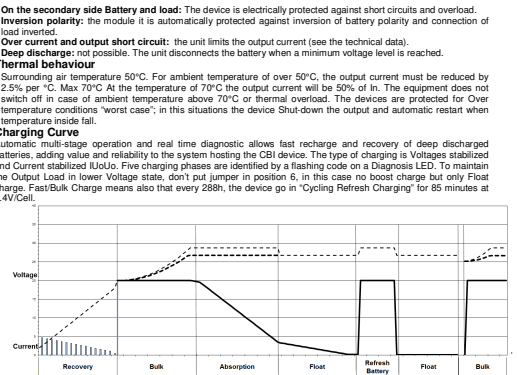 On the secondary side Battery and load: The device is electrically protected against short circuits and overload.
Inversion polarity: the module it is automatically protected against inversion of battery polarity and connection of
load inverted.
Over current and output short circuit: the unit limits the output current (see the technical data).
Deep discharge: not possible. The unit disconnects the battery when a minimum voltage level is reached.
Thermal behaviour
Surrounding air temperature 50°C. For ambient temperature of over 50°C, the output current must be reduced by
2.5% per °C. Max 70°C At the temperature of 70°C the output current will be 50% of In. The equipment does not
switch off in case of ambient temperature above 70°C or thermal overload. The devices are protected for Over
temperature conditions “worst case”; in this situations the device Shut-down the output and automatic restart when
temperature inside fall.
Charging Curve
utomatic multi-stage operation and real time diagnostic allows fast recharge and recovery of deep discharged
atteries, adding value and reliability to the system hosting the CBI device. The type of charging is Voltages stabilized
nd Current stabilized IUoUo. Five charging phases are identified by a flashing code on a Diagnosis LED. To maintain
he Output Load in lower Voltage state, don’t put jumper in position 6, in this case no boost charge but only Float
harge. Fast/Bulk Charge means also that every 288h, the device go in “Cycling Refresh Charging” for 85 minutes at
.4V/Cell.
Voltage
Current
Recovery Bulk Absorption Float Refresh Battery Float Bulk